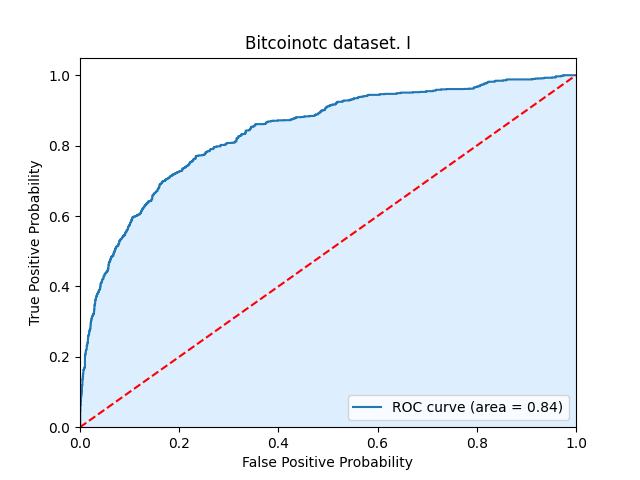 Bitcoinotc dataset. I
True Positive Probability
1.0
0.8
0.6
0.4
0.2
0.0
ROC curve (area = 0.84)
0.0 0.2 0.4 0.6 0.8 1.0
False Positive Probability